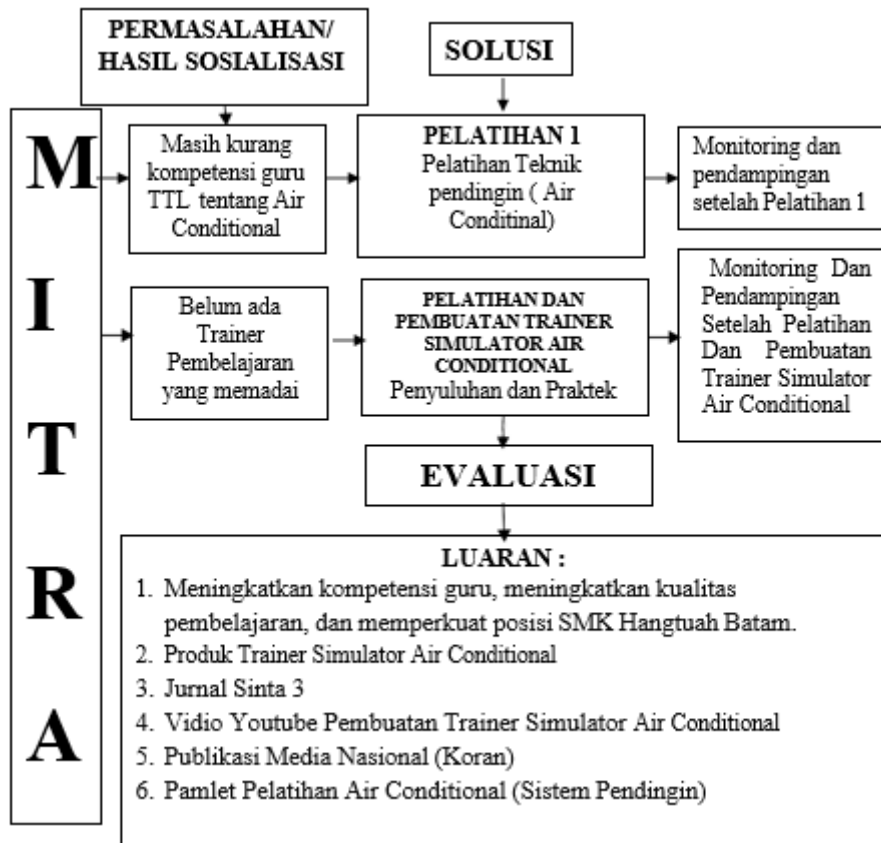 PERMASALAHAN/
HASIL SOSIALISASI
SOLUSI
M
I
T
R
A
Masih kurang
kompetensi guru
TTL tentang Air
Conditional
PELATIHAN 1
Pelatihan Teknik
pendingin ( Air
Conditinal)
Monitoring dan
pendampingan
setelah Pelatihan 1
Belum ada
Trainer
Pembelajaran
yang memadai
PELATIHAN DAN
PEMBUATAN TRAINER
SIMULATOR AIR
CONDITIONAL
Penyuluhan dan Praktek
Monitoring Dan
Pendampingan
Setelah Pelatihan
Dan Pembuatan
Trainer Simulator
Air Conditional
EVALUASI
LUARAN :
1. Meningkatkan kompetensi guru, meningkatkan kualitas
pembelajaran, dan memperkuat posisi SMK Hangtuah Batam.
2. Produk Trainer Simulator Air Conditional
3. Jurnal Sinta 3
4. Vidio Youtube Pembuatan Trainer Simulator Air Conditional
5. Publikasi Media Nasional (Koran)
6. Pamlet Pelatihan Air Conditional (Sistem Pendingin)